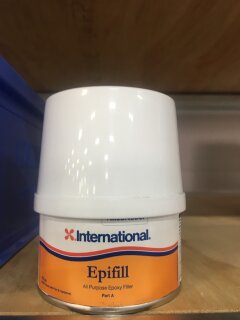 International
Epifill
All Purpose Epoxy Filler
Part A